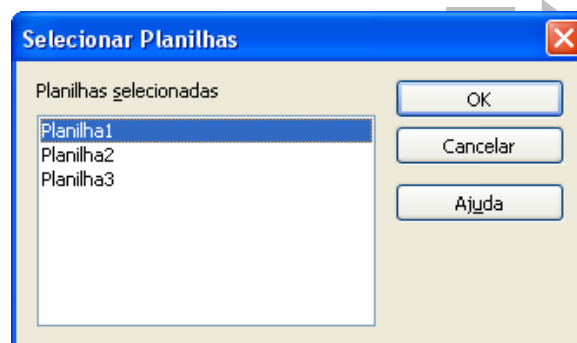 Selecionar Planilhas
Planilhas selecionadas
Planilha1
Planilha2
Planilha3
OK
Cancelar
Ajuda